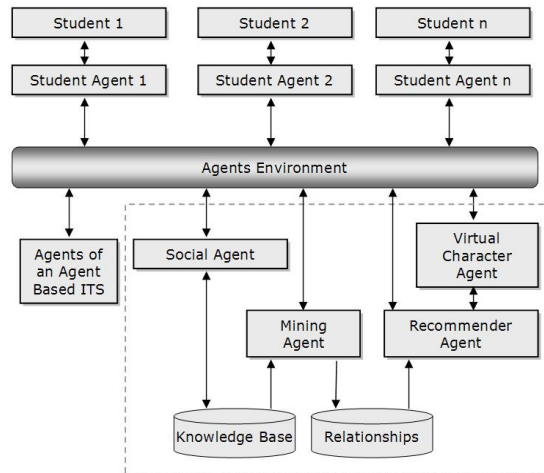 Student 1
Student 2
Student n
Student Agent 1
Student Agent 2
Student Agent n
Agents Environment
Agents of
an Agent
Based ITS
Social Agent
Virtual
Character
Agent
Mining
Agent
Recommender
Agent
Knowledge Base
Relationships